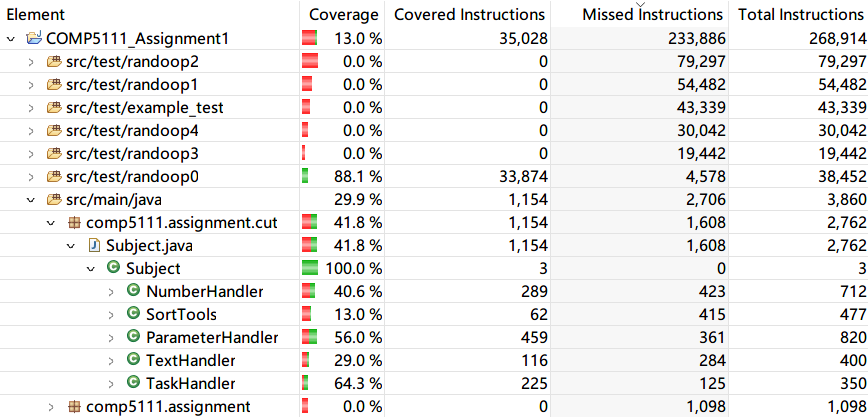 Element Coverage Covered Instructions Missed Instructions Total Instructions
COMP5111_Assignment1 13.0 % 35,028 233,886 268,914
src/test/randoop2 0.0 % 0 79,297 79,297
src/test/randoop1 0.0 % 0 54,482 54,482
src/test/example_test 0.0 % 0 43,339 43,339
src/test/randoop4 0.0 % 0 30,042 30,042
src/test/randoop3 0.0 % 0 19,442 19,442
src/test/randoop0 88.1 % 33,874 4,578 38,452
src/main/java 29.9 % 1,154 2,706 3,860
comp5111.assignment.cut 41.8 % 1,154 1,608 2,762
Subject.java 41.8 % 1,154 1,608 2,762
Subject 100.0 % 3 0 3
NumberHandler 40.6 % 289 423 712
SortTools 13.0 % 62 415 477
ParameterHandler 56.0 % 459 361 820
TextHandler 29.0 % 116 284 400
TaskHandler 64.3 % 225 125 350
comp5111.assignment 0.0 % 0 1,098 1,098